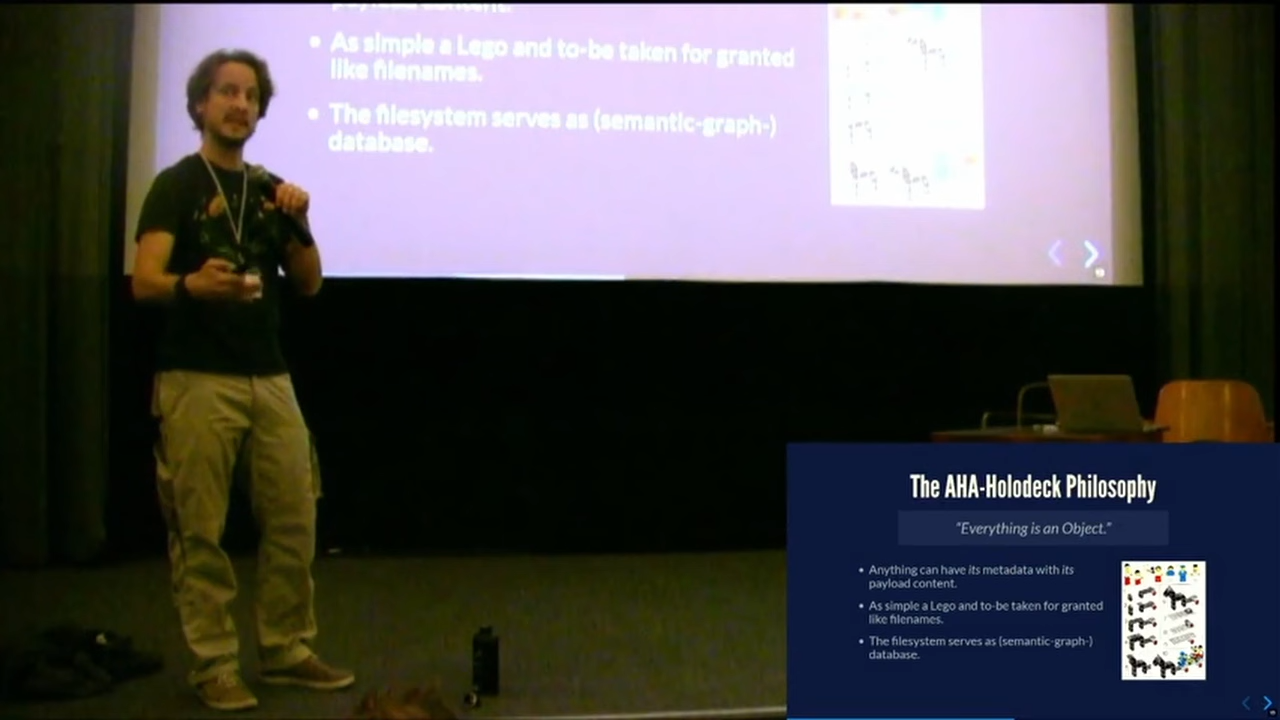 payload content.
• As simple a Lego and to-be taken for granted
like filenames.
• The filesystem serves as (semantic-graph-)
database.
The AHA-Holodeck Philosophy
“Everything is an Object.”
• Anything can have its metadata with its
payload content.
• As simple a Lego and to-be taken for granted
like filenames.
• The filesystem serves as (semantic-graph-)
database.